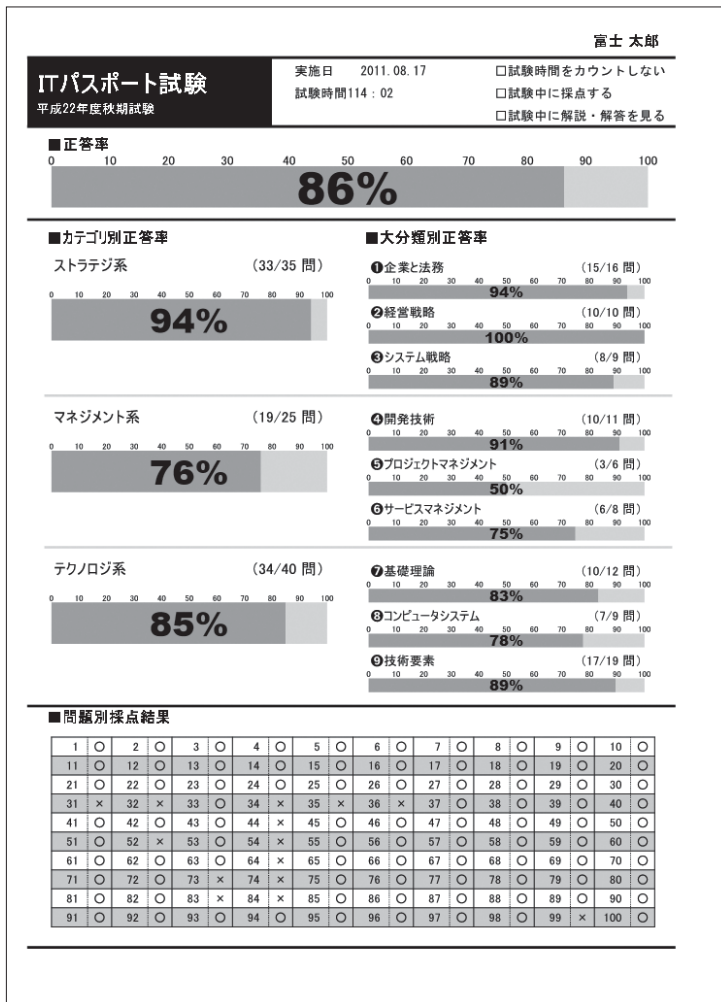 富士 太郎
ITパスポート試験
平成22年度秋期試験
実施日 2011.08.17
試験時間114：02
□試験時間をカウントしない
□試験中に採点する
□試験中に解説・解答を見る
■正答率
0 10 20 30 40 50 60 70 80 90 100
86%
■カテゴリ別正答率
ストラテジ系 (33/35 問)
0 10 20 30 40 50 60 70 80 90 100
94%
マネジメント系 (19/25 問)
0 10 20 30 40 50 60 70 80 90 100
76%
テクノロジ系 (34/40 問)
0 10 20 30 40 50 60 70 80 90 100
85%
■大分類別正答率
❶企業と法務 (15/16 問)
0 10 20 30 40 50 60 70 80 90 100
94%
❷経営戦略 (10/10 問)
0 10 20 30 40 50 60 70 80 90 100
100%
❸システム戦略 (8/9 問)
0 10 20 30 40 50 60 70 80 90 100
89%
❹開発技術 (10/11 問)
0 10 20 30 40 50 60 70 80 90 100
91%
❺プロジェクトマネジメント (3/6 問)
0 10 20 30 40 50 60 70 80 90 100
50%
❻サービスマネジメント (6/8 問)
0 10 20 30 40 50 60 70 80 90 100
75%
❼基礎理論 (10/12 問)
0 10 20 30 40 50 60 70 80 90 100
83%
❽コンピュータシステム (7/9 問)
0 10 20 30 40 50 60 70 80 90 100
78%
❾技術要素 (17/19 問)
0 10 20 30 40 50 60 70 80 90 100
89%
■問題別採点結果
1 ○ 2 ○ 3 ○ 4 ○ 5 ○ 6 ○ 7 ○ 8 ○ 9 ○ 10 ○
11 ○ 12 ○ 13 ○ 14 ○ 15 ○ 16 ○ 17 ○ 18 ○ 19 ○ 20 ○
21 ○ 22 ○ 23 ○ 24 ○ 25 ○ 26 ○ 27 ○ 28 ○ 29 ○ 30 ○
31 × 32 × 33 ○ 34 × 35 × 36 × 37 ○ 38 ○ 39 ○ 40 ○
41 ○ 42 ○ 43 ○ 44 × 45 ○ 46 ○ 47 ○ 48 ○ 49 ○ 50 ○
51 ○ 52 × 53 ○ 54 × 55 ○ 56 ○ 57 ○ 58 ○ 59 ○ 60 ○
61 ○ 62 ○ 63 ○ 64 × 65 ○ 66 ○ 67 ○ 68 ○ 69 ○ 70 ○
71 ○ 72 ○ 73 × 74 × 75 ○ 76 ○ 77 ○ 78 ○ 79 ○ 80 ○
81 ○ 82 ○ 83 × 84 × 85 ○ 86 ○ 87 ○ 88 ○ 89 ○ 90 ○
91 ○ 92 ○ 93 ○ 94 ○ 95 ○ 96 ○ 97 ○ 98 ○ 99 × 100 ○